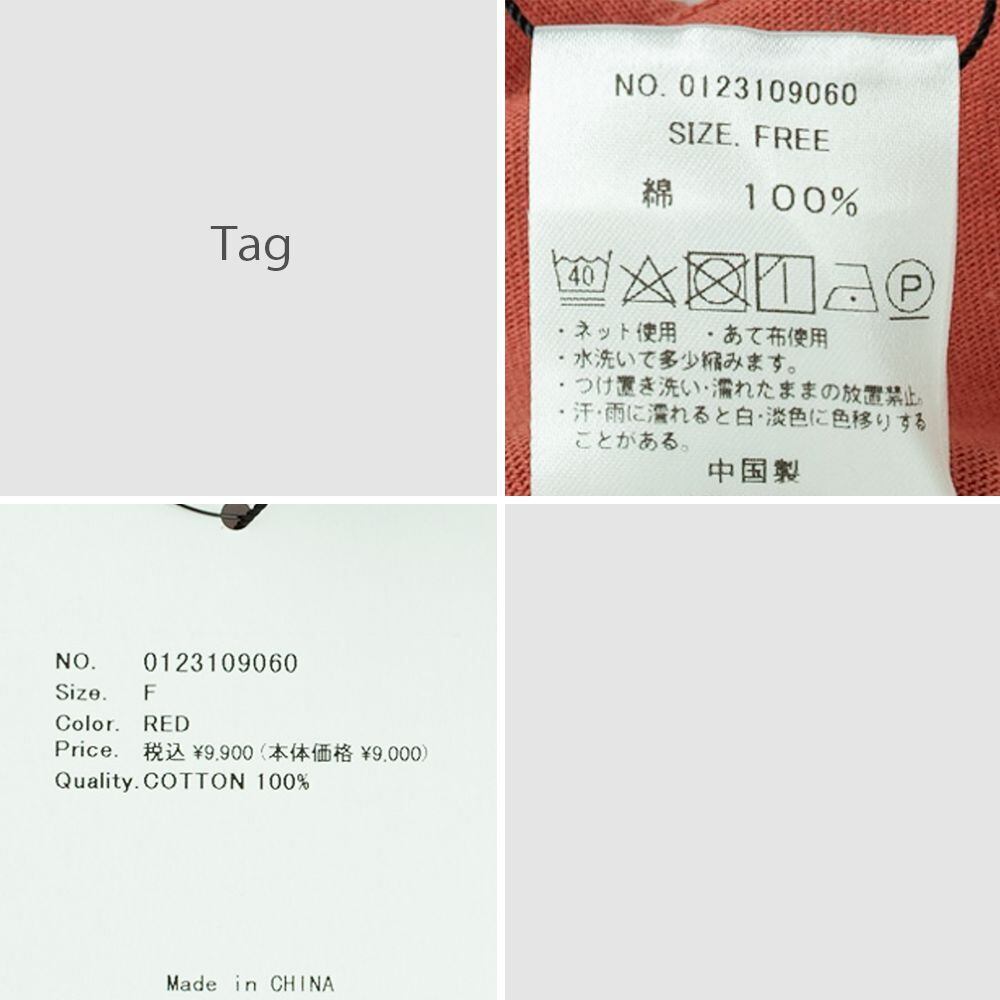 Tag
NO. 0123109060
SIZE. FREE
綿 100%
40
P
・ネット使用 ・あて布使用
・水洗いで多少縮みます。
・つけ置き洗い・濡れたままの放置禁止。
・汗・雨に濡れると白・淡色に色移りする
ことがある。
中国製
NO. 0123109060
Size. F
Color. RED
Price. 税込 ¥9,900（本体価格 ¥9,000）
Quality. COTTON 100%
Made in CHINA